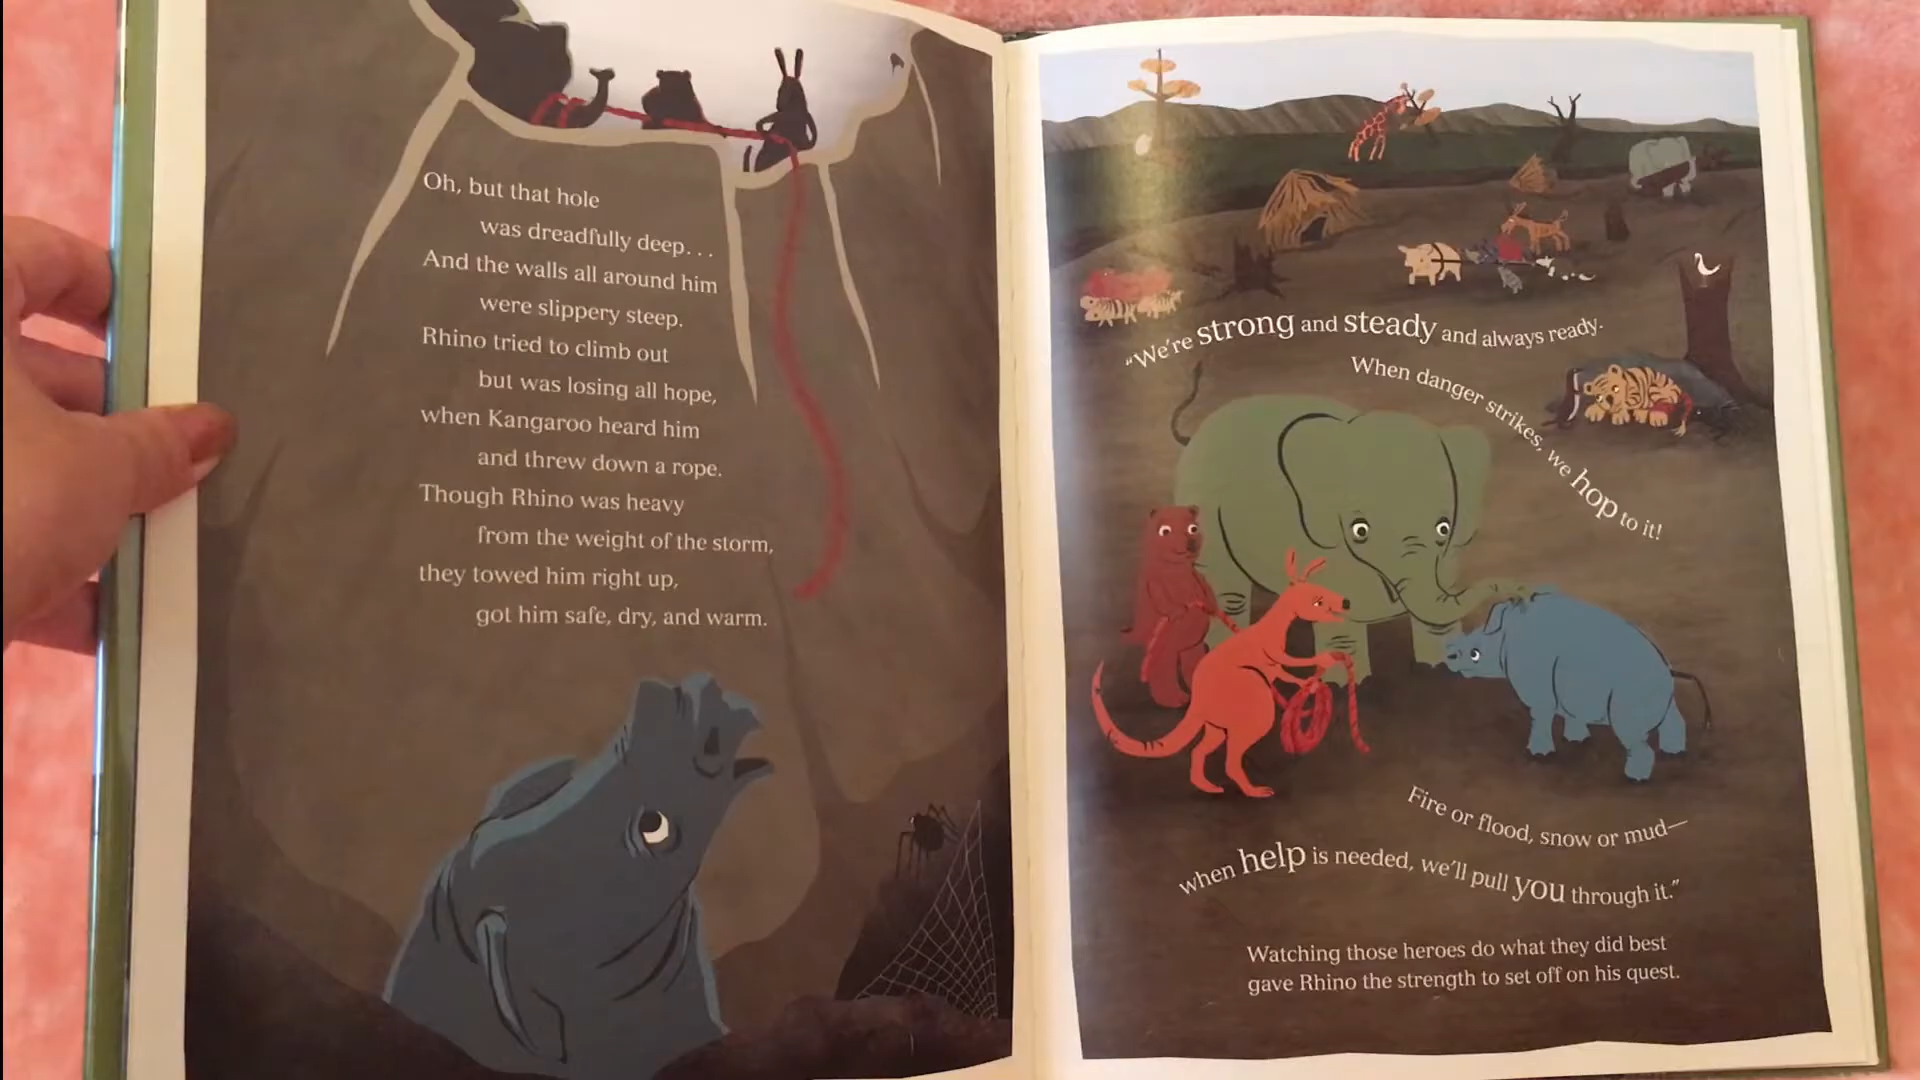 Oh, but that hole
was dreadfully deep. . .
And the walls all around him
were slippery steep.
Rhino tried to climb out
but was losing all hope,
when Kangaroo heard him
and threw down a rope.
Though Rhino was heavy
from the weight of the storm,
they towed him right up,
got him safe, dry, and warm.
“We’re strong and steady and always ready.
When danger strikes, we hop to it!
Fire or flood, snow or mud—
when help is needed, we’ll pull you through it.”
Watching those heroes do what they did best
gave Rhino the strength to set off on his quest.